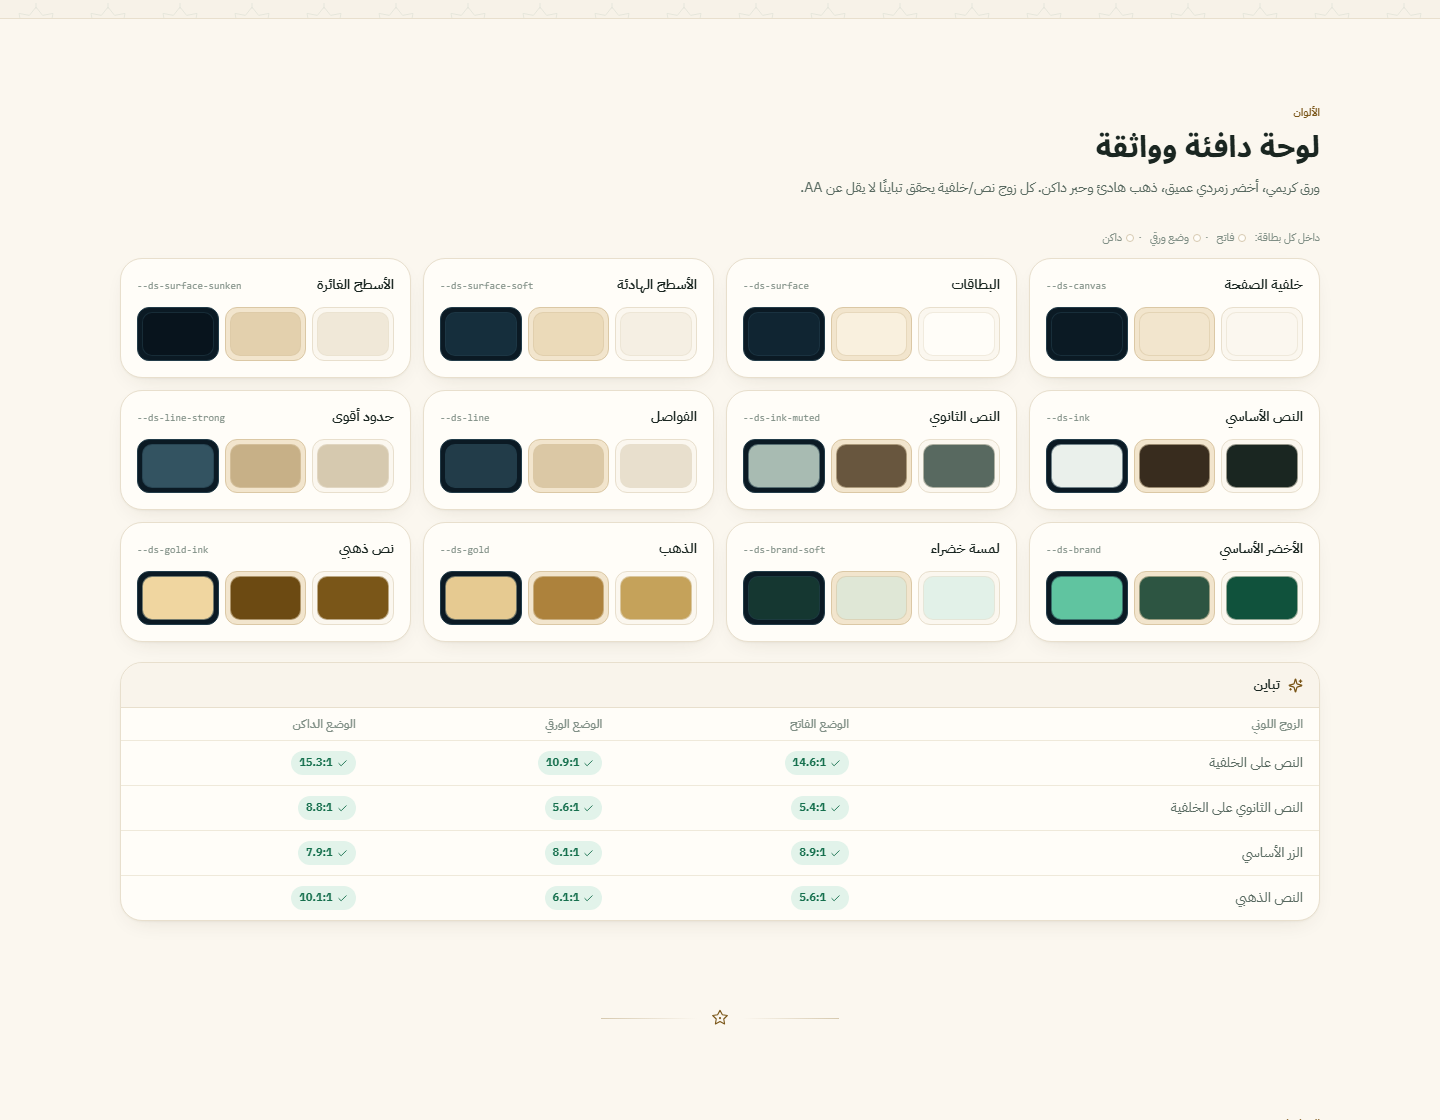 الألوان
لوحة دافئة وواثقة
ورق كريمي، أخضر زمردي عميق، ذهب هادئ وحبر داكن. كل زوج نص/خلفية يحقق تباينًا لا يقل عن AA.
داخل كل بطاقة: فاتح · وضع ورقي · داكن
خلفية الصفحة --ds-canvas
البطاقات --ds-surface
الأسطح الهادئة --ds-surface-soft
الأسطح الغائرة --ds-surface-sunken
النص الأساسي --ds-ink
النص الثانوي --ds-ink-muted
الفواصل --ds-line
حدود أقوى --ds-line-strong
الأخضر الأساسي --ds-brand
لمسة خضراء --ds-brand-soft
الذهب --ds-gold
نص ذهبي --ds-gold-ink
تباين
الزوج اللوني الوضع الفاتح الوضع الورقي الوضع الداكن
النص على الخلفية 14.6:1 10.9:1 15.3:1
النص الثانوي على الخلفية 5.4:1 5.6:1 8.8:1
الزر الأساسي 8.9:1 8.1:1 7.9:1
النص الذهبي 5.6:1 6.1:1 10.1:1